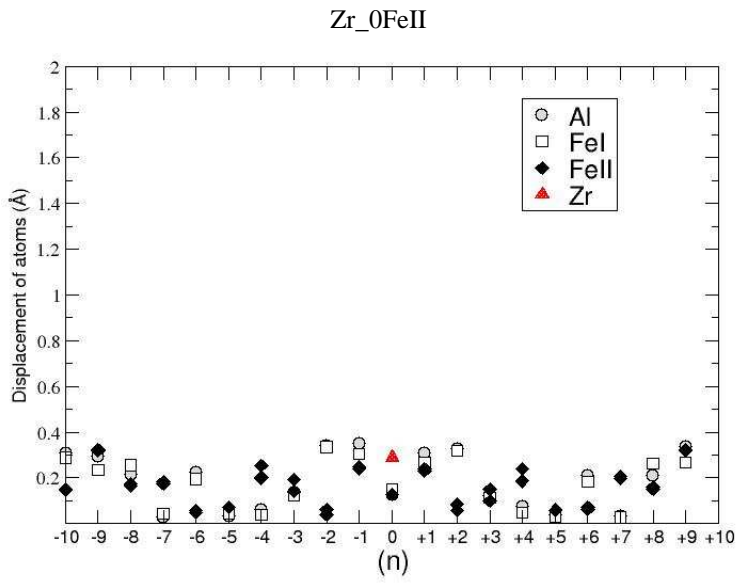 Zr_0FeII
2
1.8
1.6
1.4
1.2
1
0.8
0.6
0.4
0.2
Displacement of atoms (Å)
Al
FeI
FeII
Zr
-10 -9 -8 -7 -6 -5 -4 -3 -2 -1 0 +1 +2 +3 +4 +5 +6 +7 +8 +9 +10
(n)